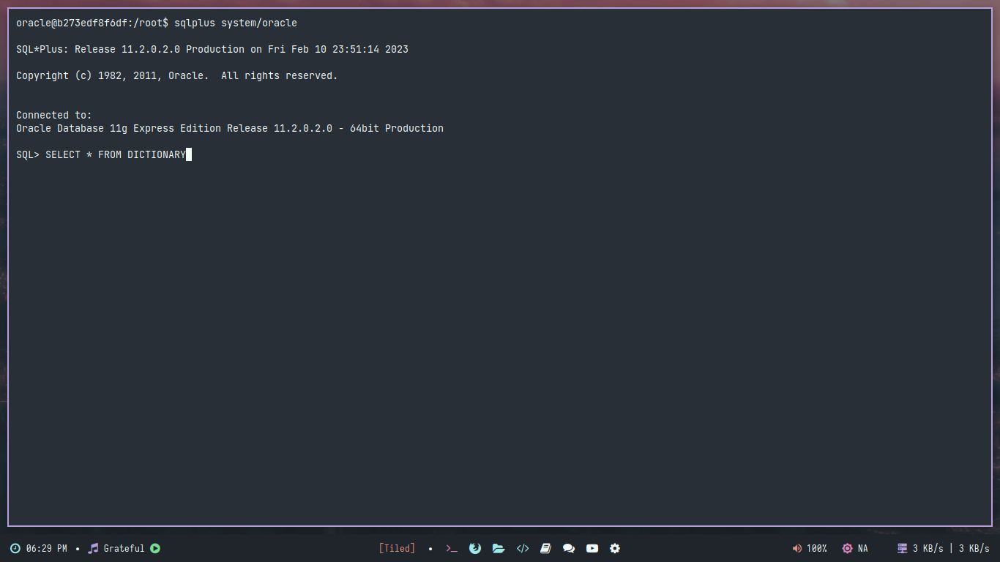 oracle@b273edf8f6df:/root$ sqlplus system/oracle
SQL*Plus: Release 11.2.0.2.0 Production on Fri Feb 10 23:51:14 2023
Copyright (c) 1982, 2011, Oracle.  All rights reserved.
Connected to:
Oracle Database 11g Express Edition Release 11.2.0.2.0 - 64bit Production
SQL> SELECT * FROM DICTIONARY
06:29 PM • Grateful [Tiled] • >_ </> 100% NA 3 KB/s | 3 KB/s